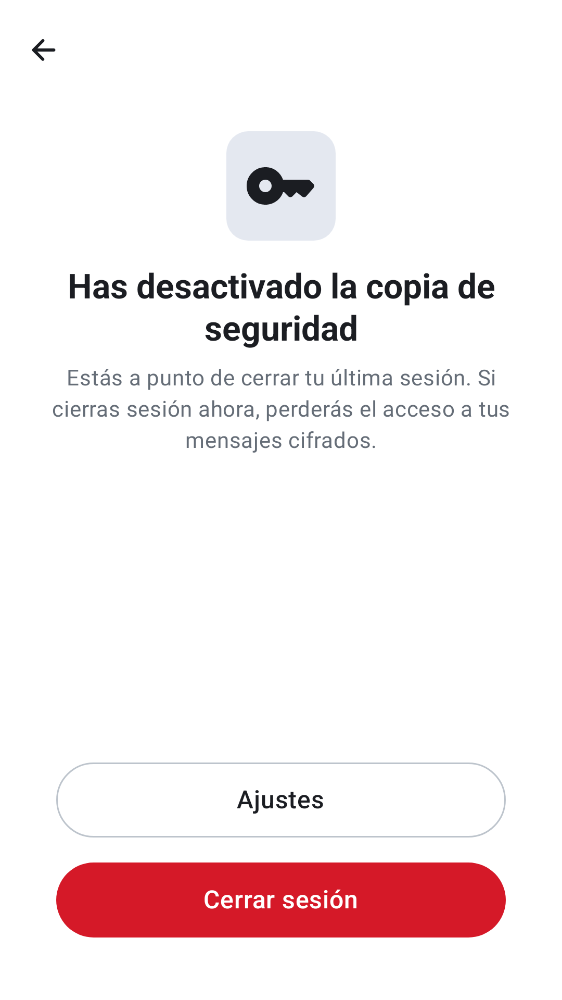 Has desactivado la copia de
seguridad
Estás a punto de cerrar tu última sesión. Si
cierras sesión ahora, perderás el acceso a tus
mensajes cifrados.
Ajustes
Cerrar sesión